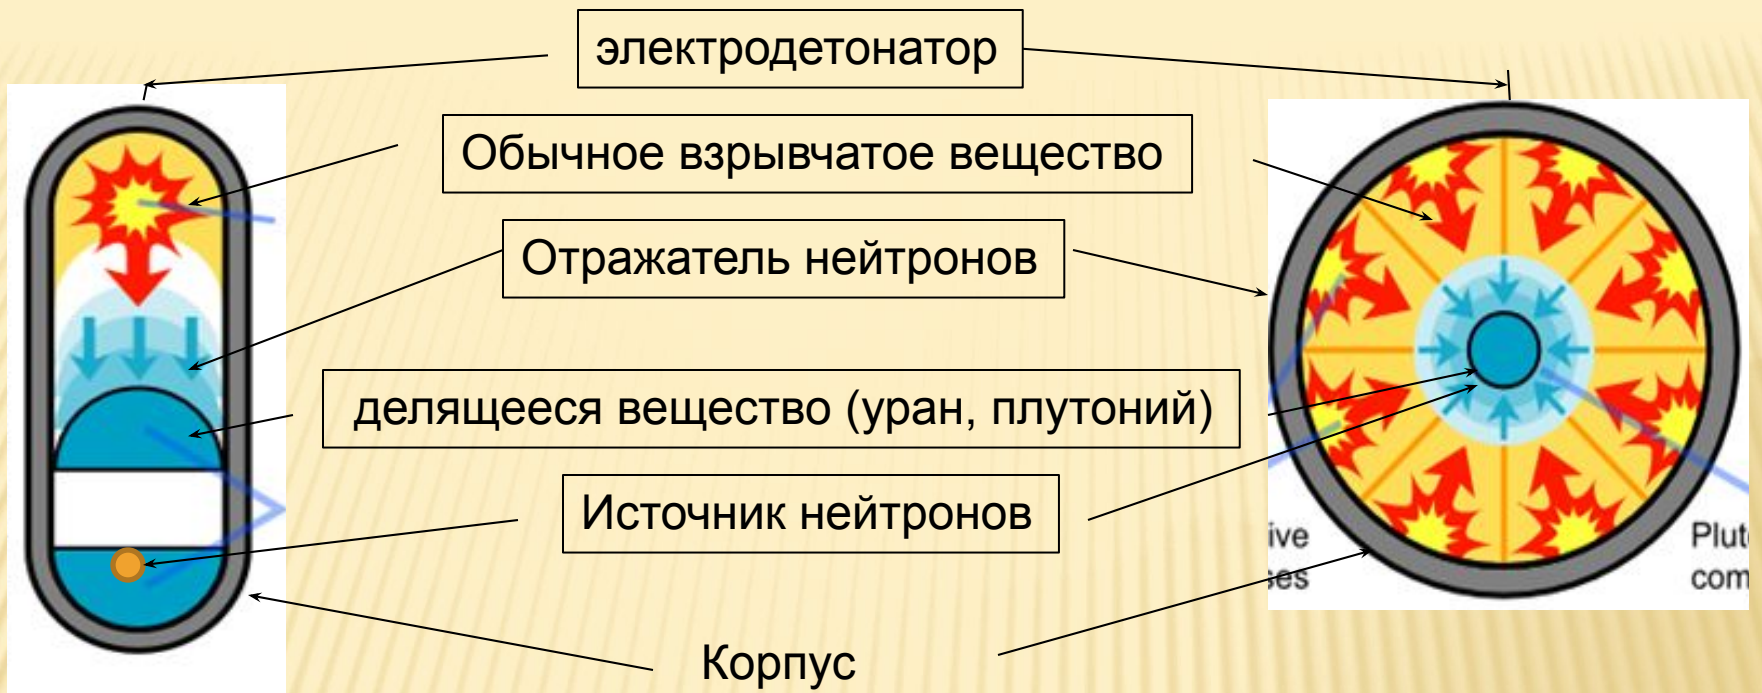 электродетонатор
Обычное взрывчатое вещество
Отражатель нейтронов
делящееся вещество (уран, плутоний)
Источник нейтронов
Корпус